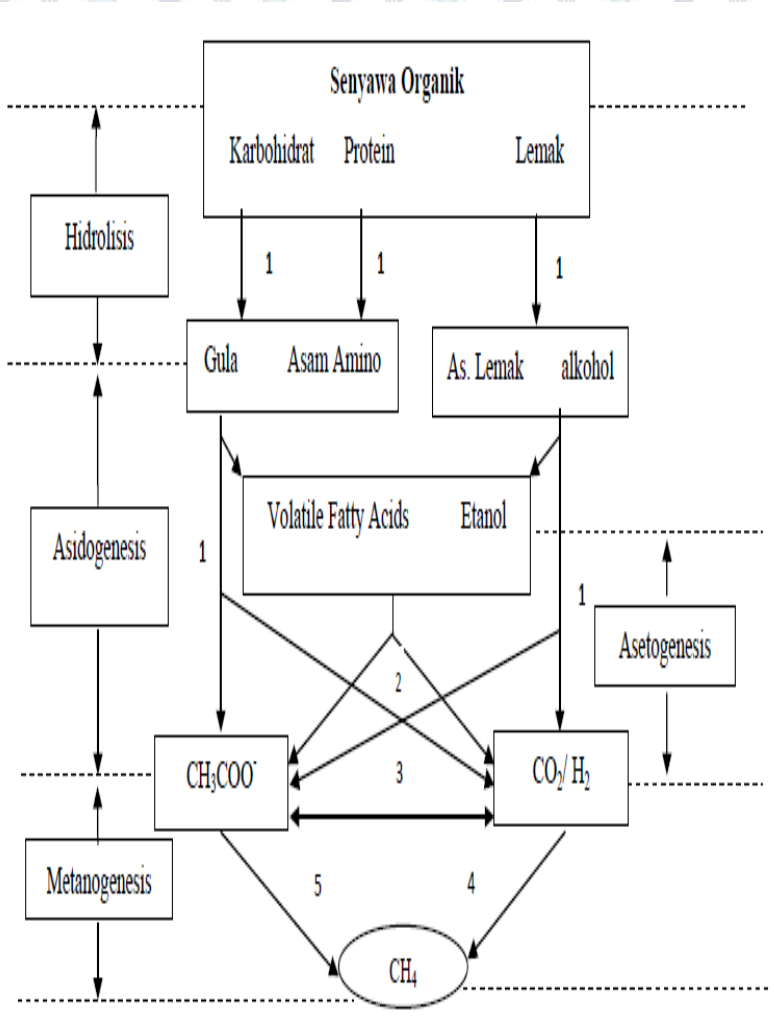 Senyawa Organik
Karbohidrat Protein Lemak
Hidrolisis
1 1 1
Gula Asam Amino
As. Lemak alkohol
Volatile Fatty Acids Etanol
Asidogenesis
1
1
Asetogenesis
2
3
CH₃COO⁻
CO₂/ H₂
Metanogenesis
5 4
CH₄